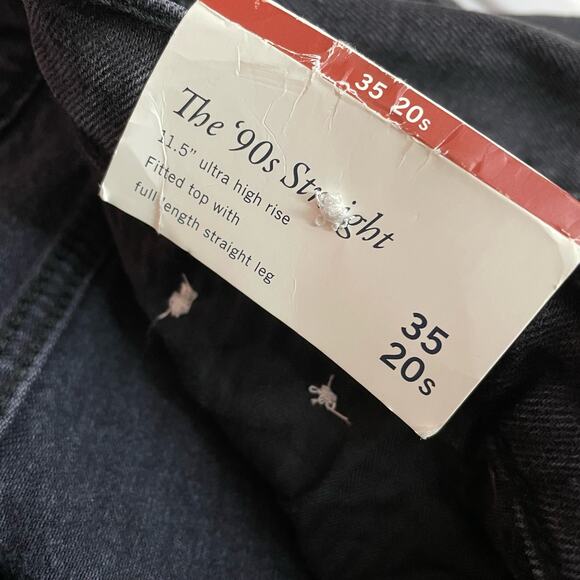 35 20s
The ‘90s Straight
11.5" ultra high rise
Fitted top with
full length straight leg
35
20s